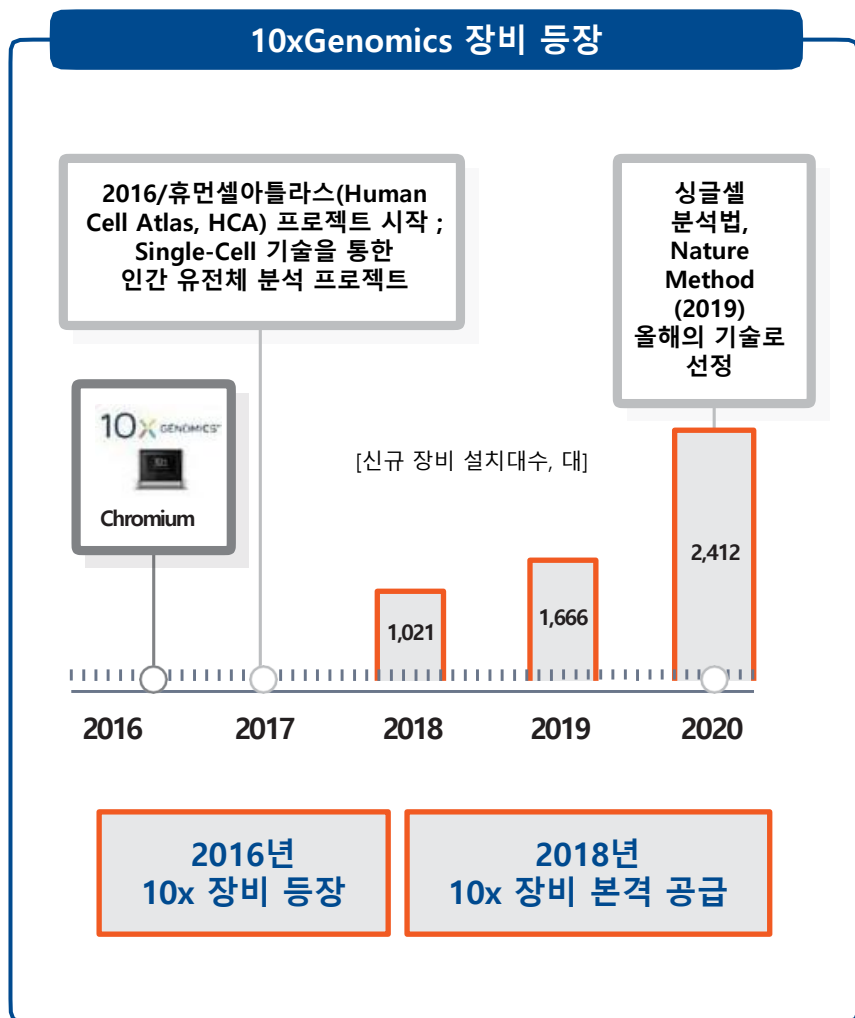 10xGenomics 장비 등장
2016/휴먼셀아틀라스(Human
Cell Atlas, HCA) 프로젝트 시작 ;
Single-Cell 기술을 통한
인간 유전체 분석 프로젝트
싱글셀
분석법,
Nature
Method
(2019)
올해의 기술로
선정
10X GENOMICS
Chromium
[신규 장비 설치대수, 대]
1,021
1,666
2,412
2016
2017
2018
2019
2020
2016년
10x 장비 등장
2018년
10x 장비 본격 공급